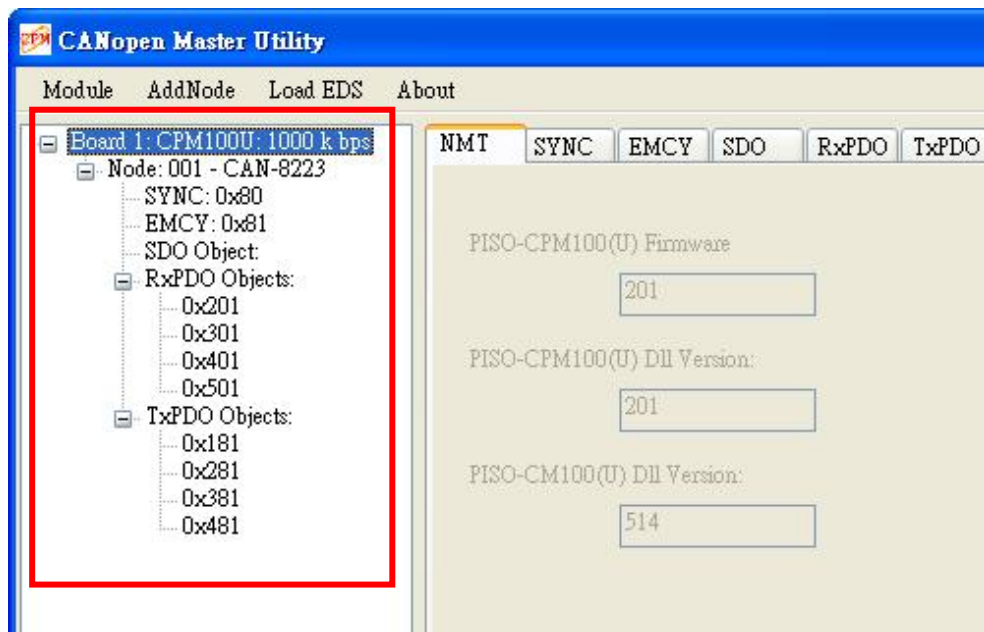 CPM CANopen Master Utility
Module AddNode Load EDS About
Board 1: CPM100U: 1000 k bps
Node: 001 - CAN-8223
SYNC: 0x80
EMCY: 0x81
SDO Object:
RxPDO Objects:
0x201
0x301
0x401
0x501
TxPDO Objects:
0x181
0x281
0x381
0x481
NMT SYNC EMCY SDO RxPDO TxPDO
PISO-CPM100(U) Firmware
201
PISO-CPM100(U) Dll Version:
201
PISO-CM100(U) Dll Version:
514